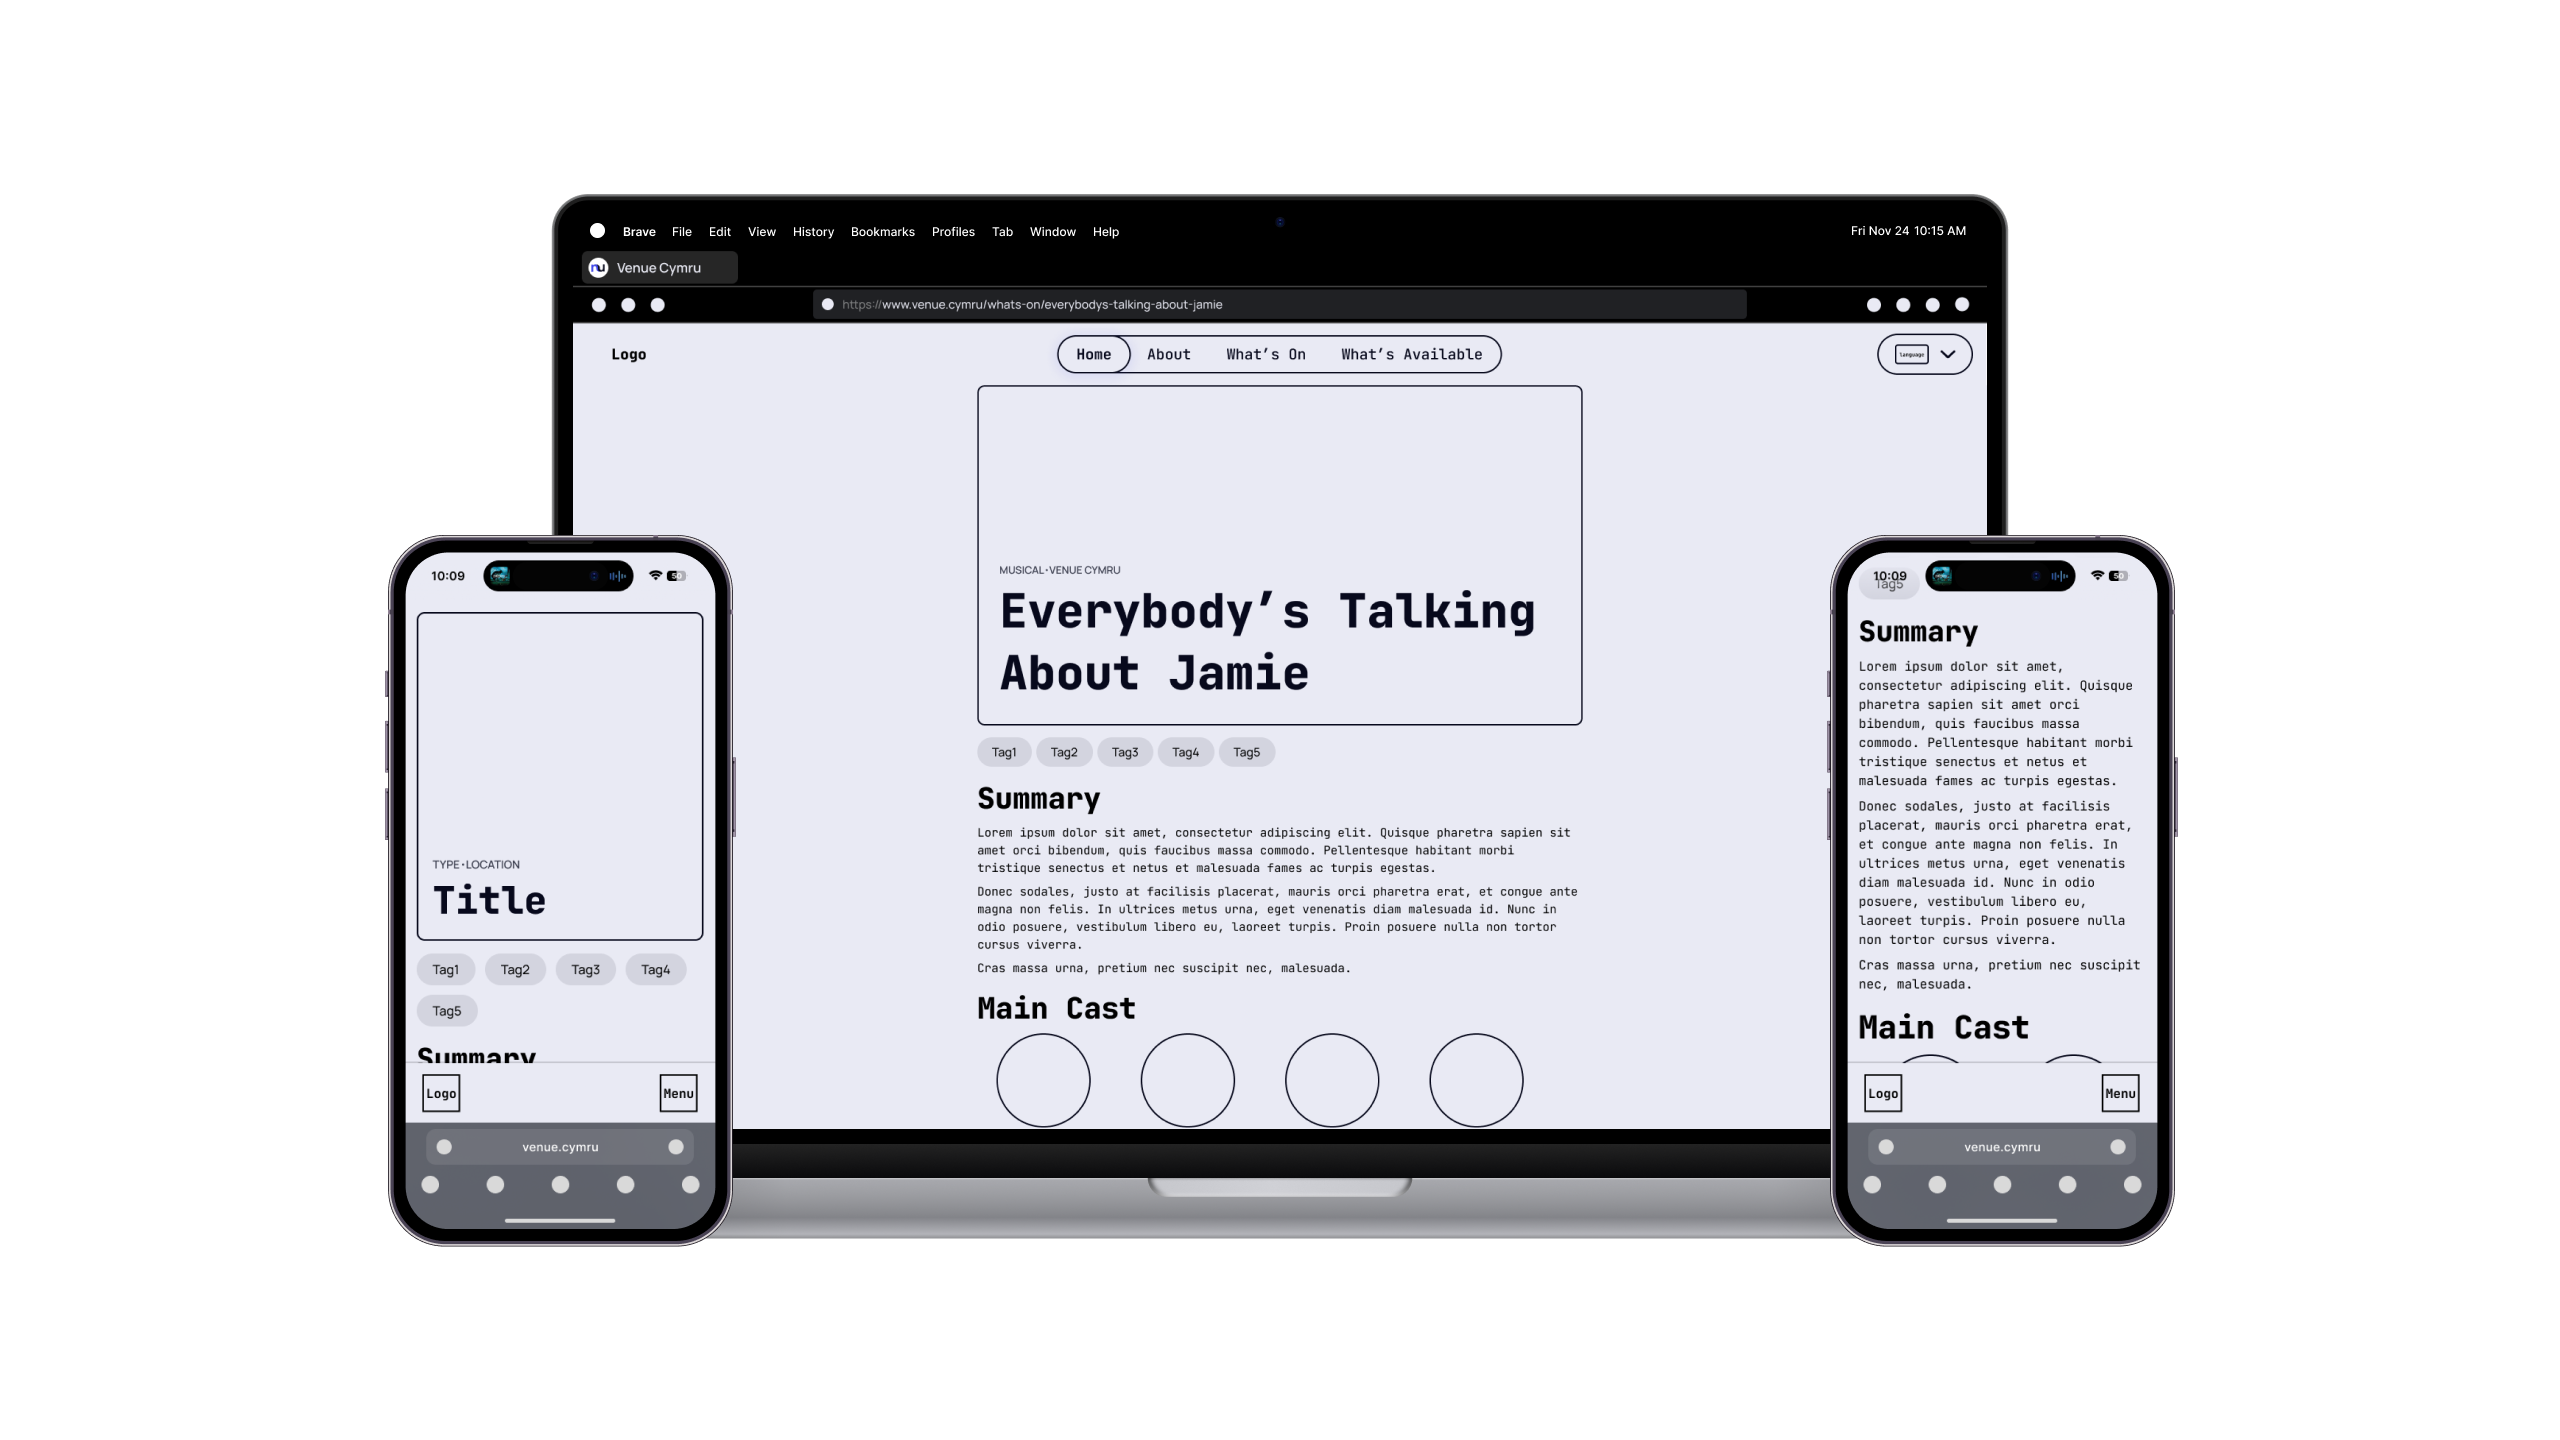 Brave File Edit View History Bookmarks Profiles Tab Window Help
Fri Nov 24 10:15 AM
Venue Cymru
https://www.venue.cymru/whats-on/everybodys-talking-about-jamie
Logo
Home About What’s On What’s Available
language
MUSICAL•VENUE CYMRU
Everybody’s Talking
About Jamie
Tag1 Tag2 Tag3 Tag4 Tag5
Summary
Lorem ipsum dolor sit amet, consectetur adipiscing elit. Quisque pharetra sapien sit
amet orci bibendum, quis faucibus massa commodo. Pellentesque habitant morbi
tristique senectus et netus et malesuada fames ac turpis egestas.
Donec sodales, justo at facilisis placerat, mauris orci pharetra erat, et congue ante
magna non felis. In ultrices metus urna, eget venenatis diam malesuada id. Nunc in
odio posuere, vestibulum libero eu, laoreet turpis. Proin posuere nulla non tortor
cursus viverra.
Cras massa urna, pretium nec suscipit nec, malesuada.
Main Cast
10:09
50
TYPE•LOCATION
Title
Tag1 Tag2 Tag3 Tag4
Tag5
Summary
Logo
Menu
venue.cymru
10:09
50
Tag5
Summary
Lorem ipsum dolor sit amet,
consectetur adipiscing elit. Quisque
pharetra sapien sit amet orci
bibendum, quis faucibus massa
commodo. Pellentesque habitant morbi
tristique senectus et netus et
malesuada fames ac turpis egestas.
Donec sodales, justo at facilisis
placerat, mauris orci pharetra erat,
et congue ante magna non felis. In
ultrices metus urna, eget venenatis
diam malesuada id. Nunc in odio
posuere, vestibulum libero eu,
laoreet turpis. Proin posuere nulla
non tortor cursus viverra.
Cras massa urna, pretium nec suscipit
nec, malesuada.
Main Cast
Logo
Menu
venue.cymru